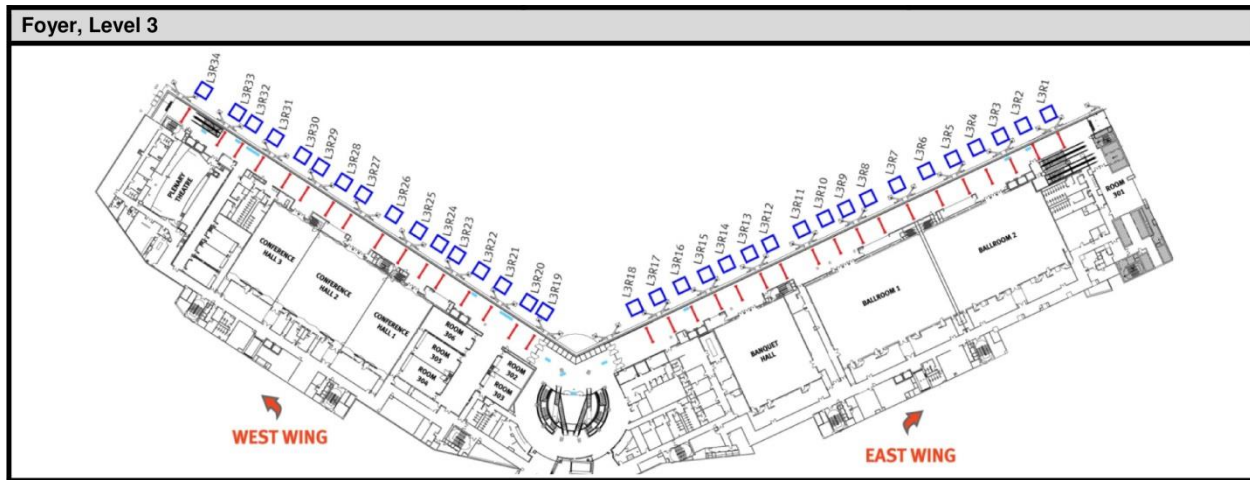 Foyer, Level 3
L3R34
L3R33
L3R32
L3R31
L3R30
L3R29
L3R28
L3R27
L3R26
L3R25
L3R24
L3R23
L3R22
L3R21
L3R20
L3R19
L3R18
L3R17
L3R16
L3R15
L3R14
L3R13
L3R12
L3R11
L3R10
L3R9
L3R8
L3R7
L3R6
L3R5
L3R4
L3R3
L3R2
L3R1
PLENARY
THEATRE
CONFERENCE
HALL 3
CONFERENCE
HALL 2
CONFERENCE
HALL 1
ROOM
306
ROOM
305
ROOM
304
ROOM
302
ROOM
303
BANQUET
HALL
BALLROOM 1
BALLROOM 2
ROOM
301
WEST WING
EAST WING